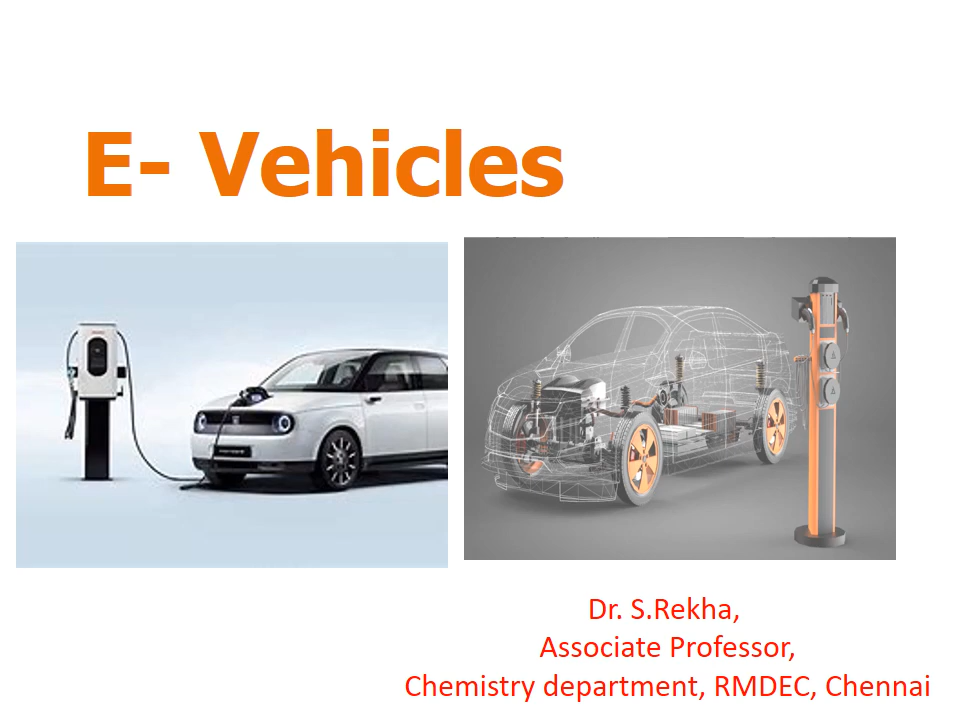 E- Vehicles
Dr. S.Rekha,
Associate Professor,
Chemistry department, RMDEC, Chennai